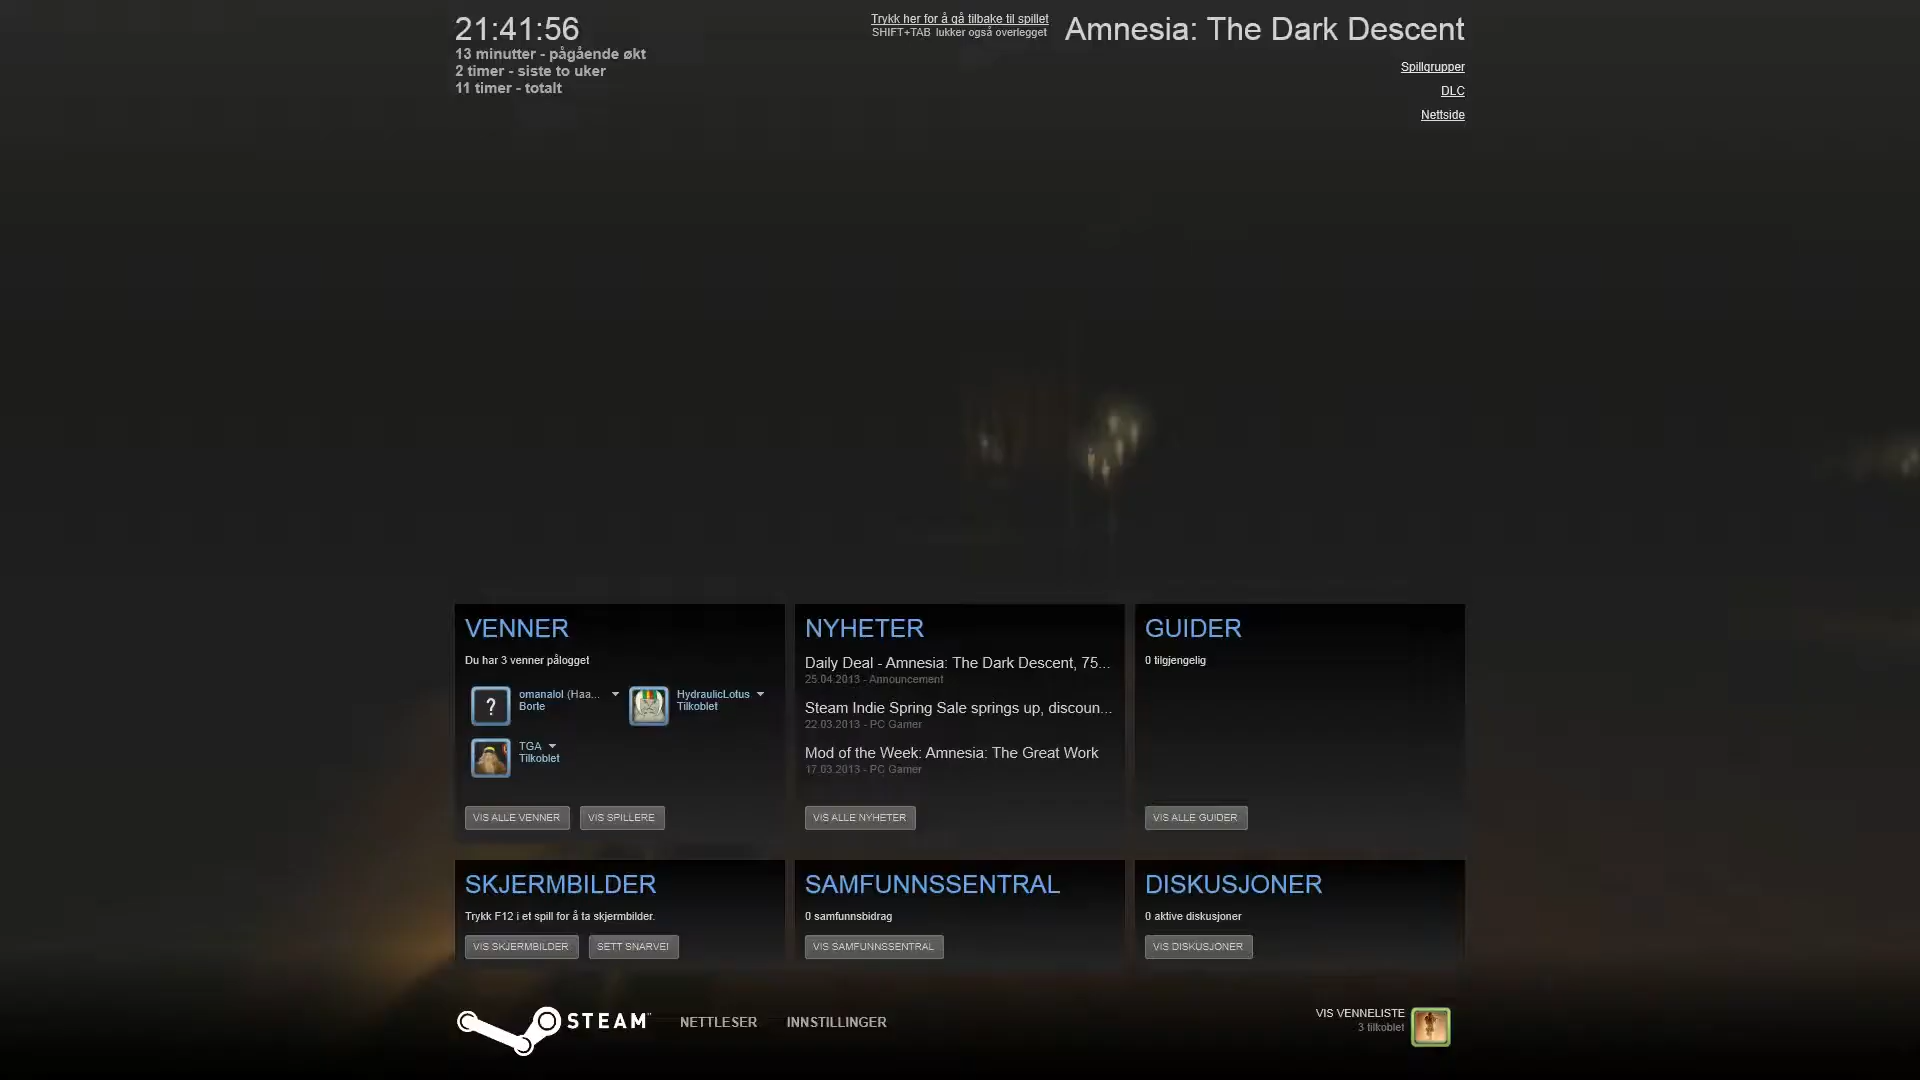 21:41:56
13 minutter - pågående økt
2 timer - siste to uker
11 timer - totalt
Trykk her for å gå tilbake til spillet
SHIFT+TAB lukker også overlegget
Amnesia: The Dark Descent
Spillgrupper
DLC
Nettside
VENNER
Du har 3 venner pålogget
omanalol (Haa...
Borte
HydraulicLotus
Tilkoblet
TGA
Tilkoblet
VIS ALLE VENNER
VIS SPILLERE
NYHETER
Daily Deal - Amnesia: The Dark Descent, 75...
25.04.2013 - Announcement
Steam Indie Spring Sale springs up, discoun...
22.03.2013 - PC Gamer
Mod of the Week: Amnesia: The Great Work
17.03.2013 - PC Gamer
VIS ALLE NYHETER
GUIDER
0 tilgjengelig
VIS ALLE GUIDER
SKJERMBILDER
Trykk F12 i et spill for å ta skjermbilder.
VIS SKJERMBILDER
SETT SNARVEI
SAMFUNNSSENTRAL
0 samfunnsbidrag
VIS SAMFUNNSSENTRAL
DISKUSJONER
0 aktive diskusjoner
VIS DISKUSJONER
STEAM™
NETTLESER
INNSTILLINGER
VIS VENNELISTE
3 tilkoblet